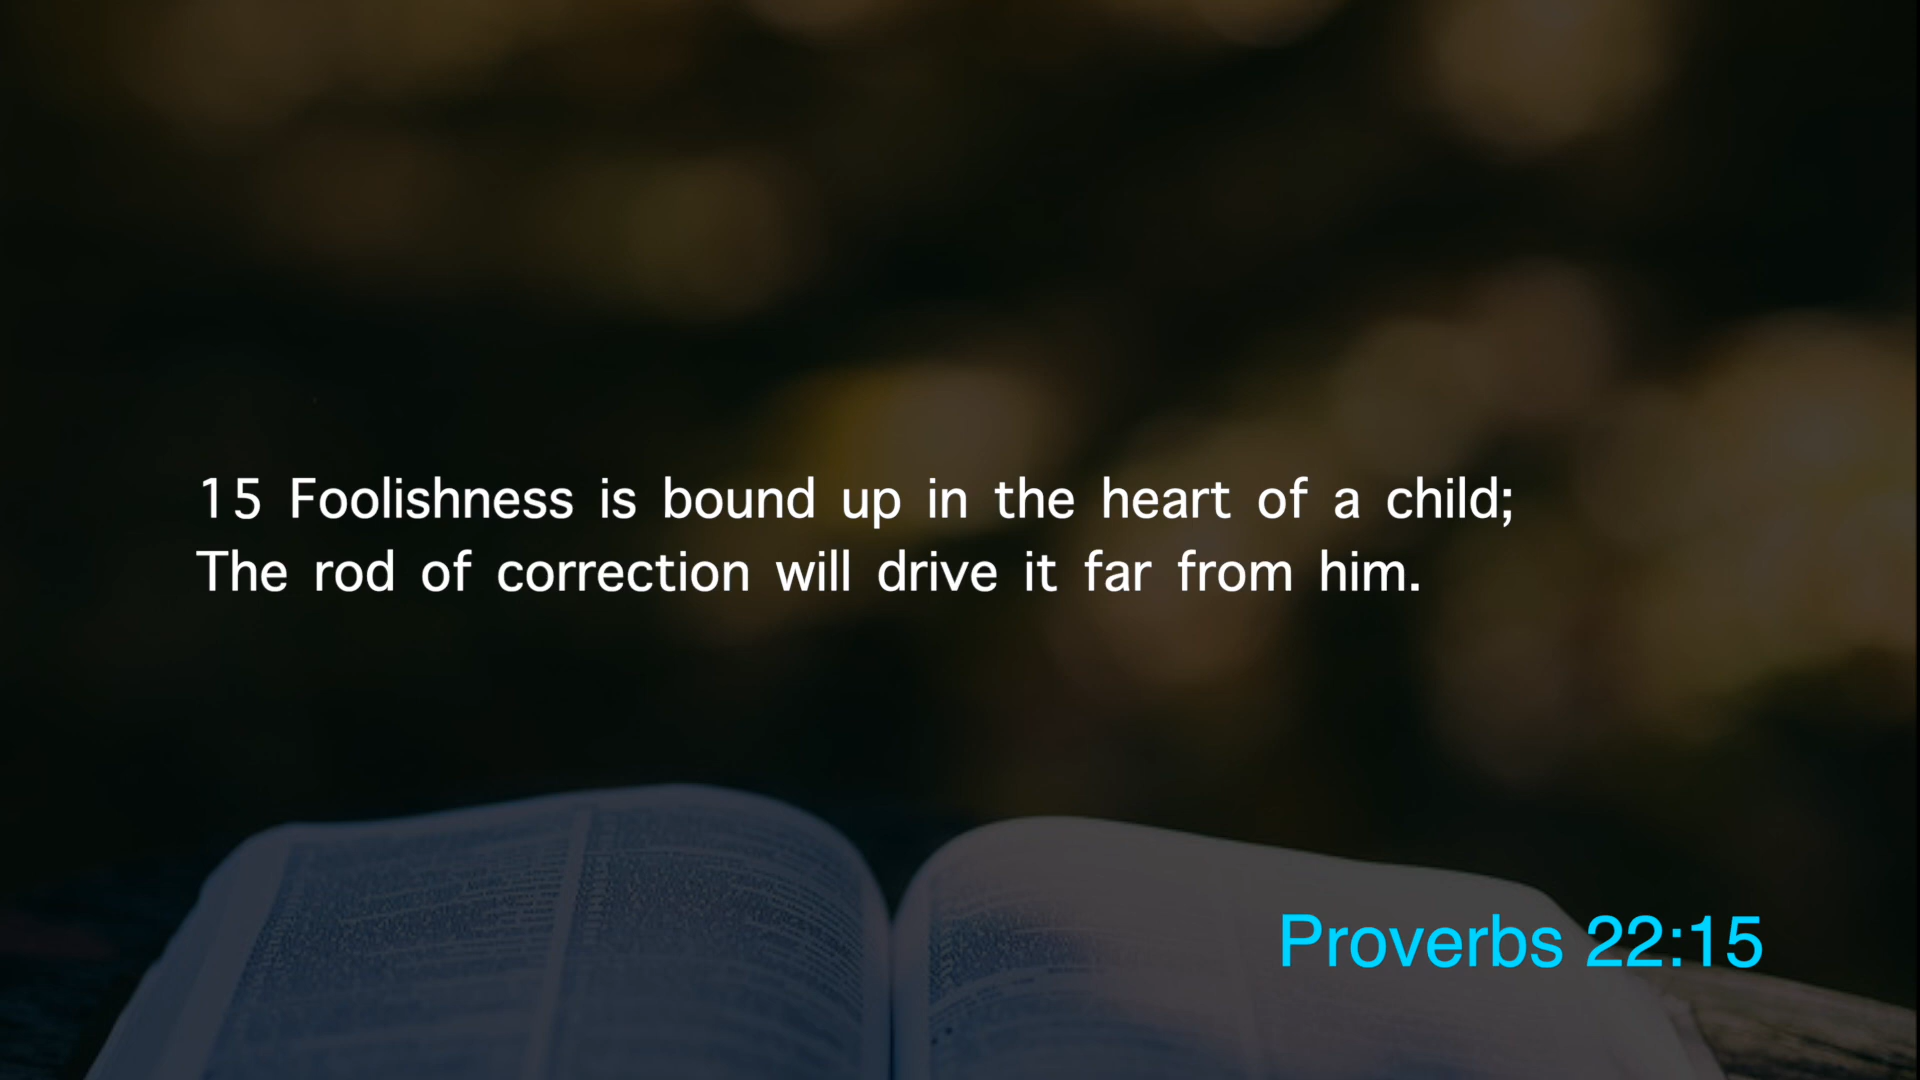 15 Foolishness is bound up in the heart of a child;
The rod of correction will drive it far from him.
Proverbs 22:15